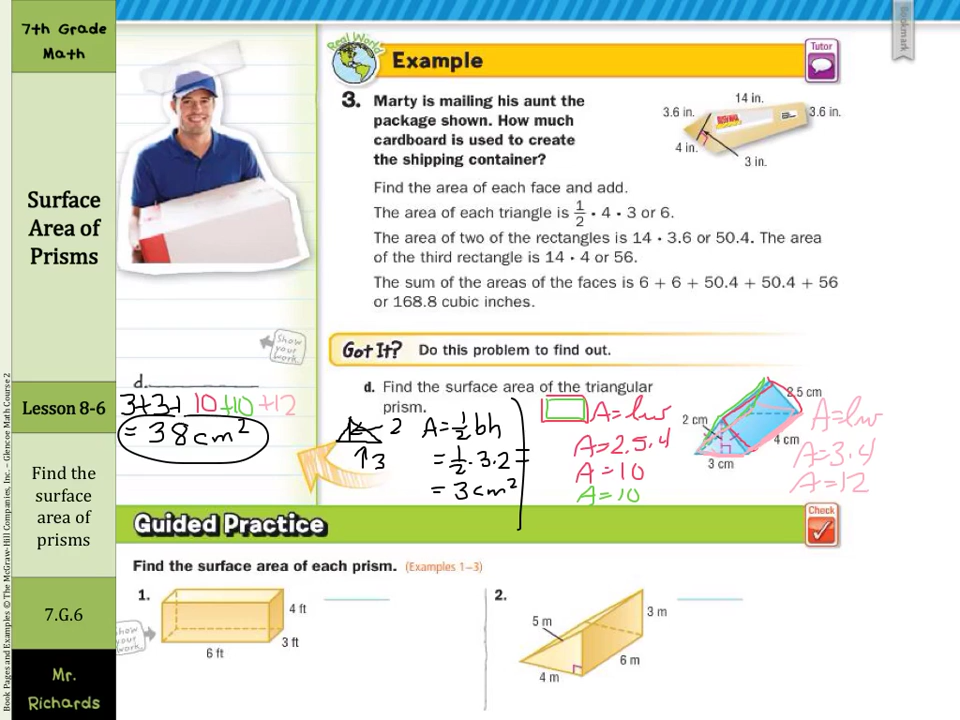 7th Grade
Math
Surface
Area of
Prisms
Lesson 8-6
Find the
surface
area of
prisms
7.G.6
Mr.
Richards
Book Pages and Examples © The McGraw-Hill Companies, Inc. – Glencoe Math Course 2
Bookmark
Real World
Example
Tutor
3. Marty is mailing his aunt the
package shown. How much
cardboard is used to create
the shipping container?
14 in.
3.6 in.
3.6 in.
4 in.
3 in.
Find the area of each face and add.
The area of each triangle is 1/2 • 4 • 3 or 6.
The area of two of the rectangles is 14 • 3.6 or 50.4. The area
of the third rectangle is 14 • 4 or 56.
The sum of the areas of the faces is 6 + 6 + 50.4 + 50.4 + 56
or 168.8 cubic inches.
Show
your
work
Got It? Do this problem to find out.
d.
3+3+ 10 +10 +12
= 38cm²
d. Find the surface area of the triangular
prism.
2
↑3
A=½bh
=½·3·2
=3cm²
A=lw
A=2.5·4
A=10
A=10
2.5 cm
2 cm
4 cm
3 cm
A=lw
A=3·4
A=12
Guided Practice
Check
Find the surface area of each prism. (Examples 1–3)
1.
4 ft
3 ft
6 ft
Show
your
work
2.
5 m
3 m
6 m
4 m